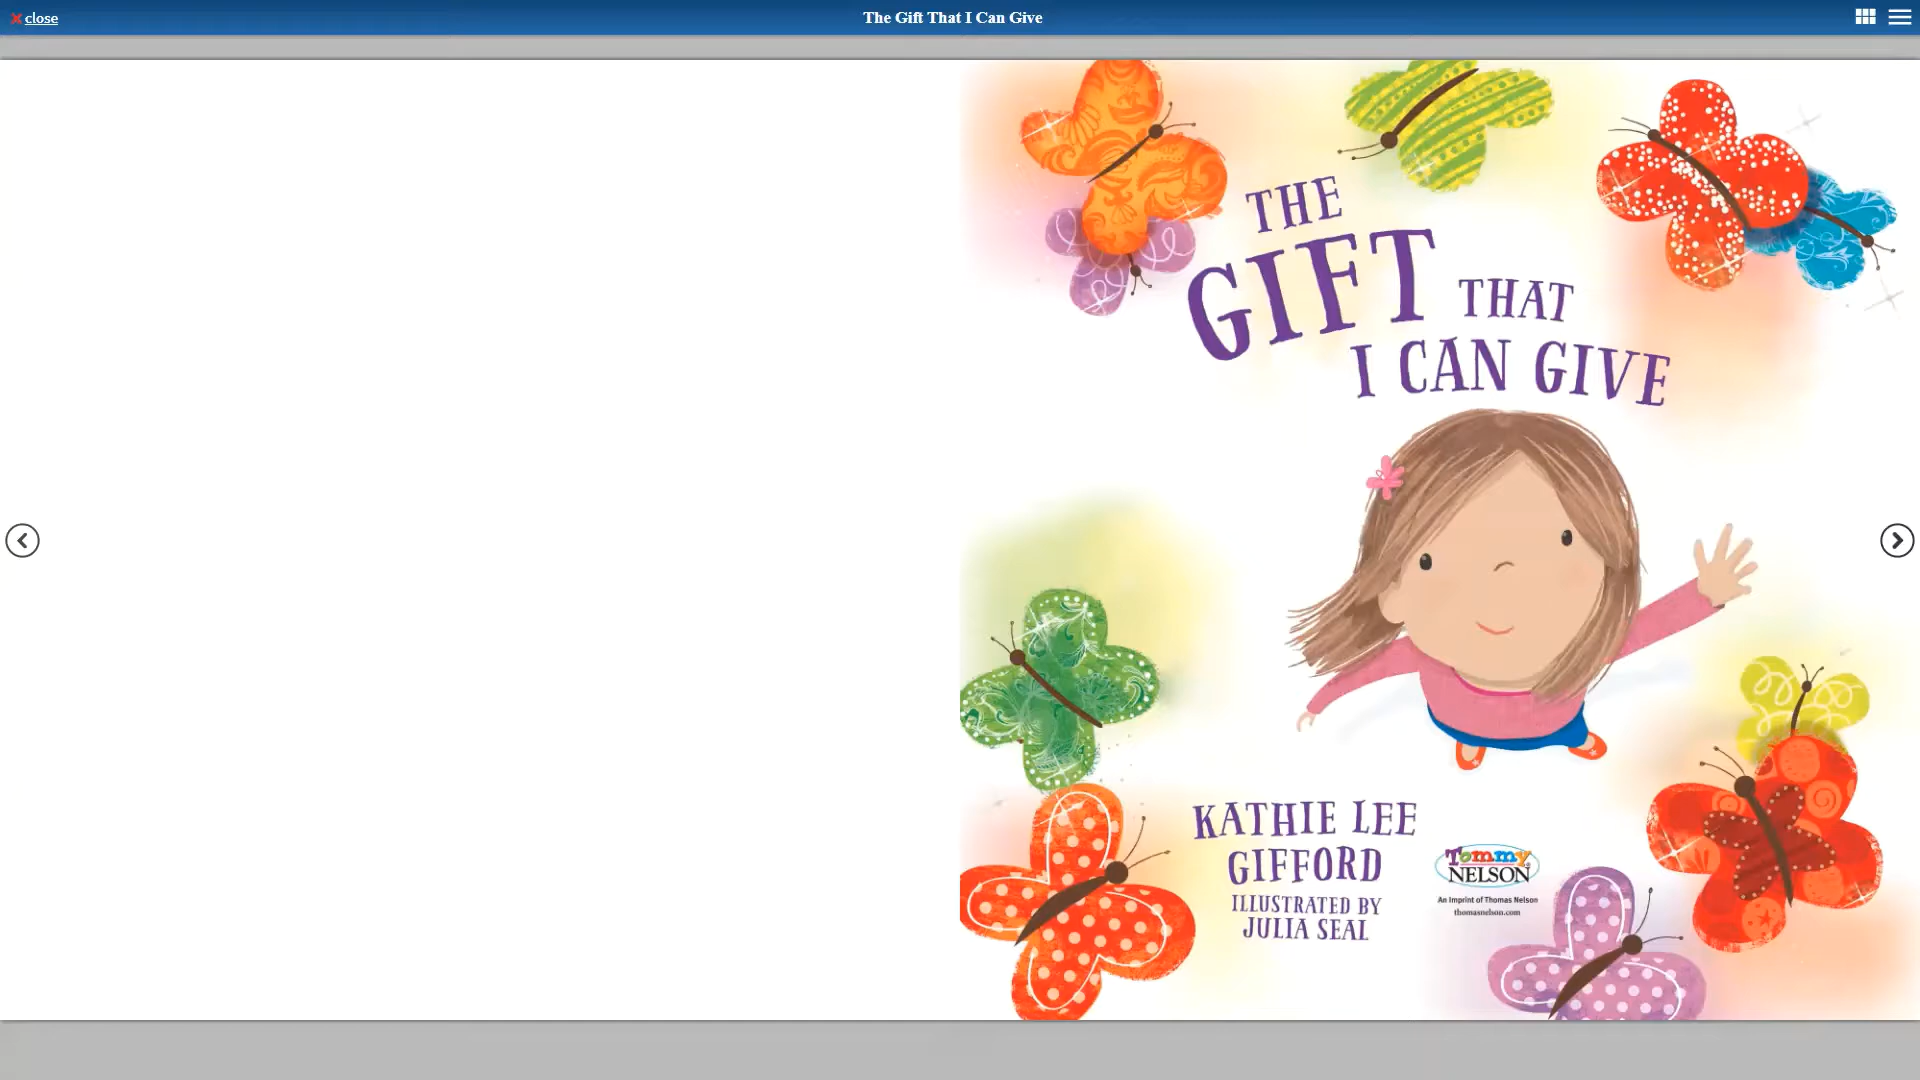 close
The Gift That I Can Give
THE
GIFT THAT
I CAN GIVE
KATHIE LEE
GIFFORD
ILLUSTRATED BY
JULIA SEAL
Tommy
NELSON
An Imprint of Thomas Nelson
thomasnelson.com